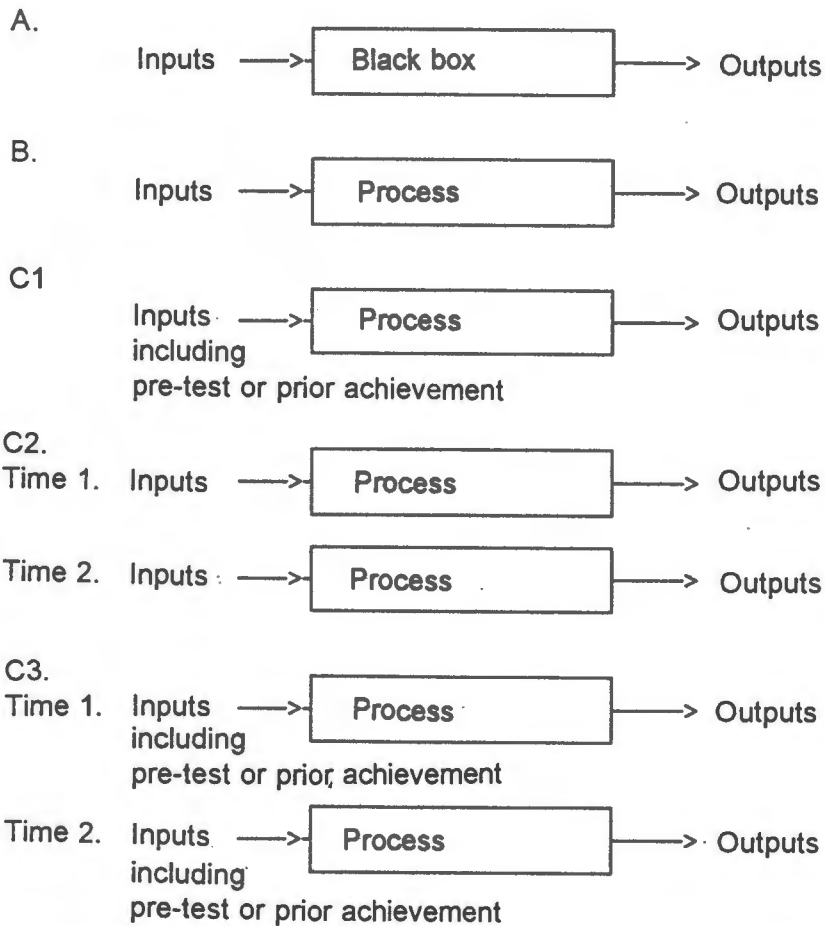 A.
Inputs ——> Black box ——> Outputs
B.
Inputs ——> Process ——> Outputs
C1
Inputs ——> Process ——> Outputs
including
pre-test or prior achievement
C2.
Time 1. Inputs ——> Process ——> Outputs
Time 2. Inputs ——> Process ——> Outputs
C3.
Time 1. Inputs ——> Process ——> Outputs
including
pre-test or prior achievement
Time 2. Inputs ——> Process ——> Outputs
including
pre-test or prior achievement